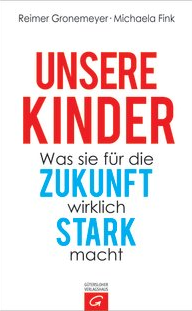 Reimer Gronemeyer · Michaela Fink
UNSERE
KINDER
Was sie für die
ZUKUNFT
wirklich
STARK
macht
GÜTERSLOHER
VERLAGSHAUS
G